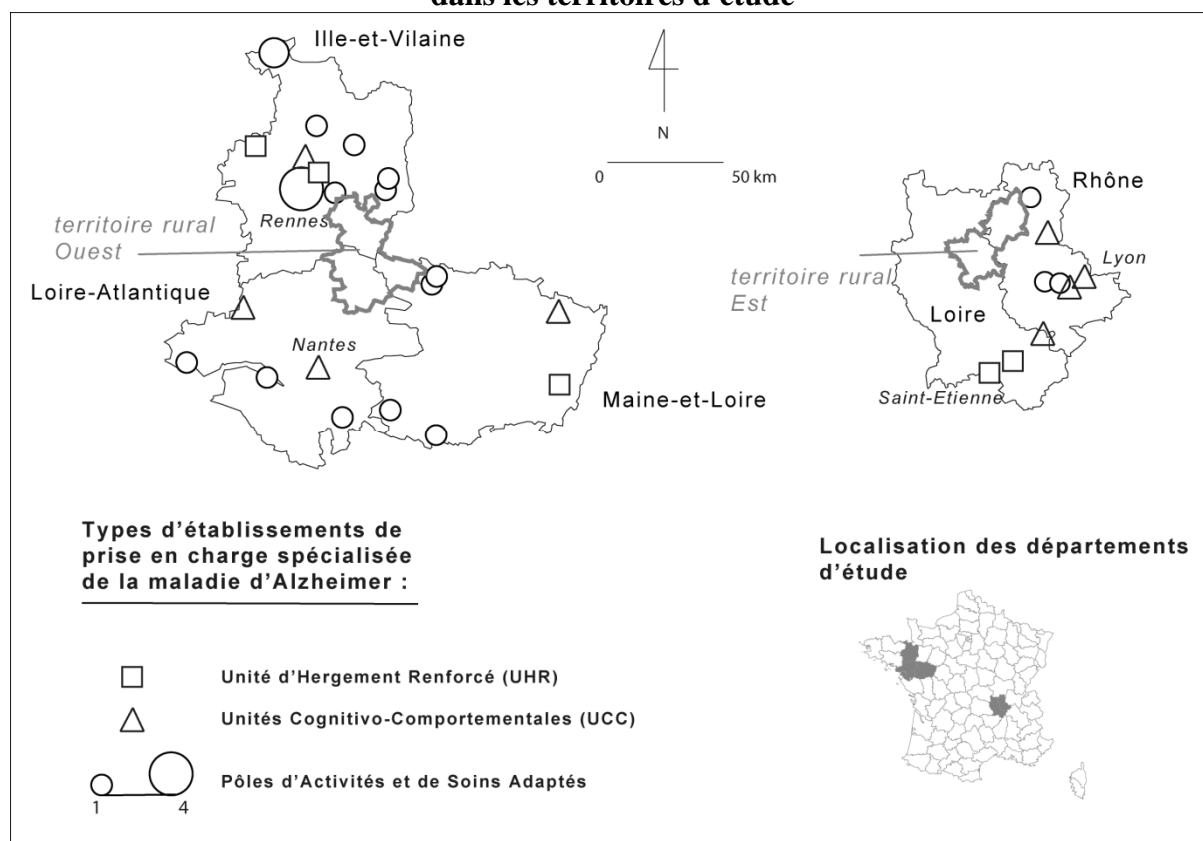 dans les territoires d'étude
Ille-et-Vilaine
N
0 50 km
Rhône
Rennes
territoire rural
Ouest
Lyon
territoire rural
Est
Loire-Atlantique
Loire
Nantes
Maine-et-Loire
Saint-Etienne
Types d'établissements de
prise en charge spécialisée
de la maladie d'Alzheimer :
Localisation des départements
d'étude
Unité d'Hergement Renforcé (UHR)
Unités Cognitivo-Comportementales (UCC)
Pôles d'Activités et de Soins Adaptés
1 4